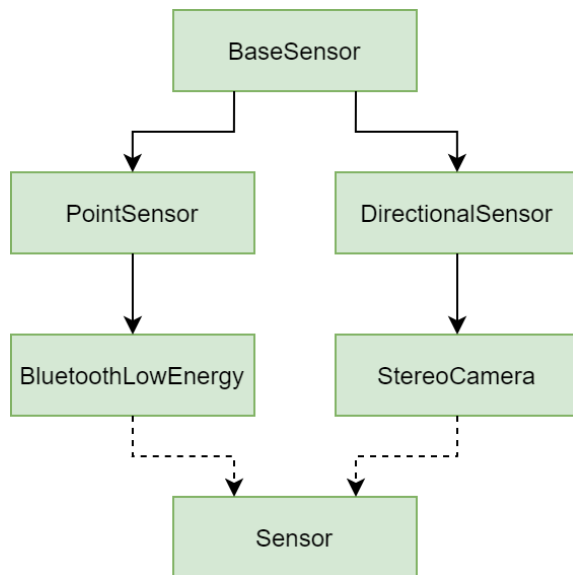 BaseSensor
PointSensor
DirectionalSensor
BluetoothLowEnergy
StereoCamera
Sensor